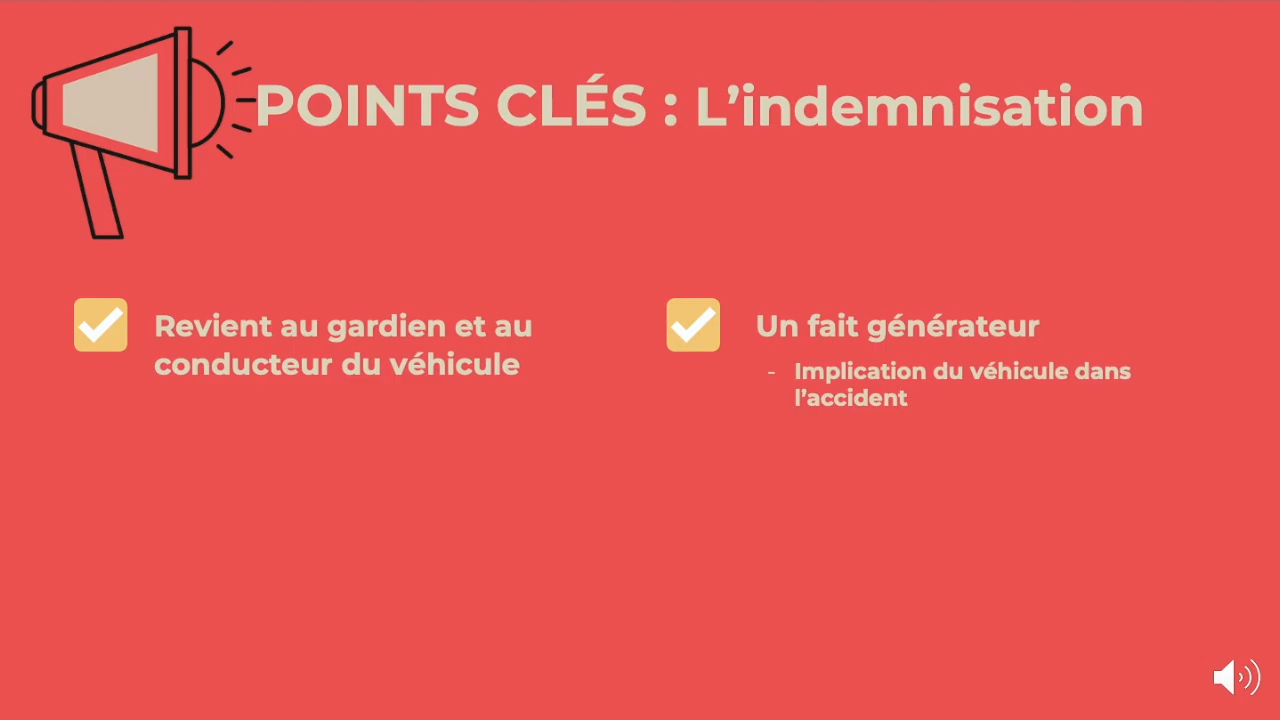 POINTS CLÉS : L’indemnisation
Revient au gardien et au
conducteur du véhicule
Un fait générateur
- Implication du véhicule dans
l’accident